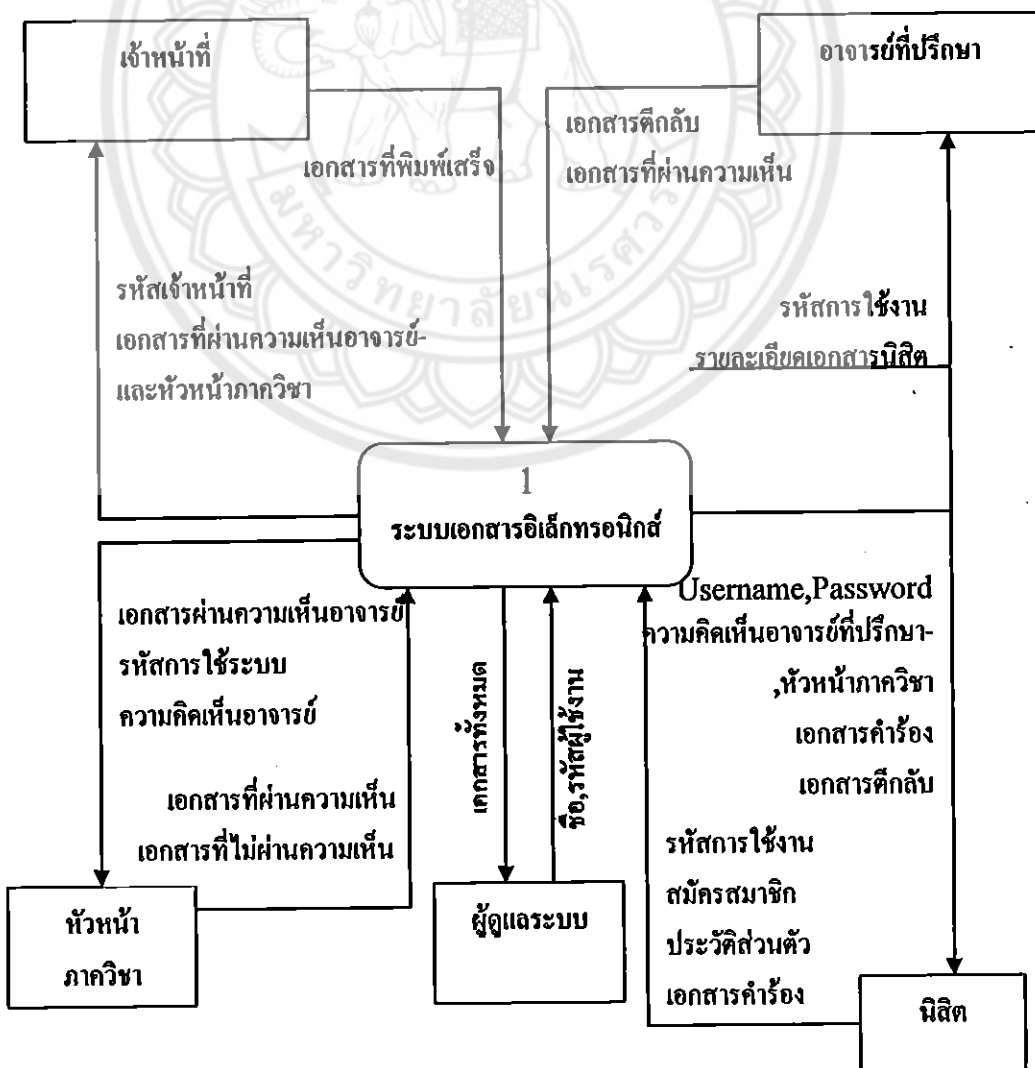 เจ้าหน้าที่
อาจารย์ที่ปรึกษา
เอกสารที่พิมพ์เสร็จ
เอกสารตีกลับ
เอกสารที่ผ่านความเห็น
มหาวิทยาลัยนเรศวร
รหัสเจ้าหน้าที่
เอกสารที่ผ่านความเห็นอาจารย์-
และหัวหน้าภาควิชา
รหัสการใช้งาน
รายละเอียดเอกสารนิสิต
1
ระบบเอกสารอิเล็กทรอนิกส์
เอกสารผ่านความเห็นอาจารย์
รหัสการใช้ระบบ
ความคิดเห็นอาจารย์
เอกสารที่ผ่านความเห็น
เอกสารที่ไม่ผ่านความเห็น
เอกสารทั้งหมด
ชื่อ,รหัสผู้ใช้งาน
Username,Password
ความคิดเห็นอาจารย์ที่ปรึกษา-
,หัวหน้าภาควิชา
เอกสารคำร้อง
เอกสารตีกลับ
รหัสการใช้งาน
สมัครสมาชิก
ประวัติส่วนตัว
เอกสารคำร้อง
หัวหน้า
ภาควิชา
ผู้ดูแลระบบ
นิสิต